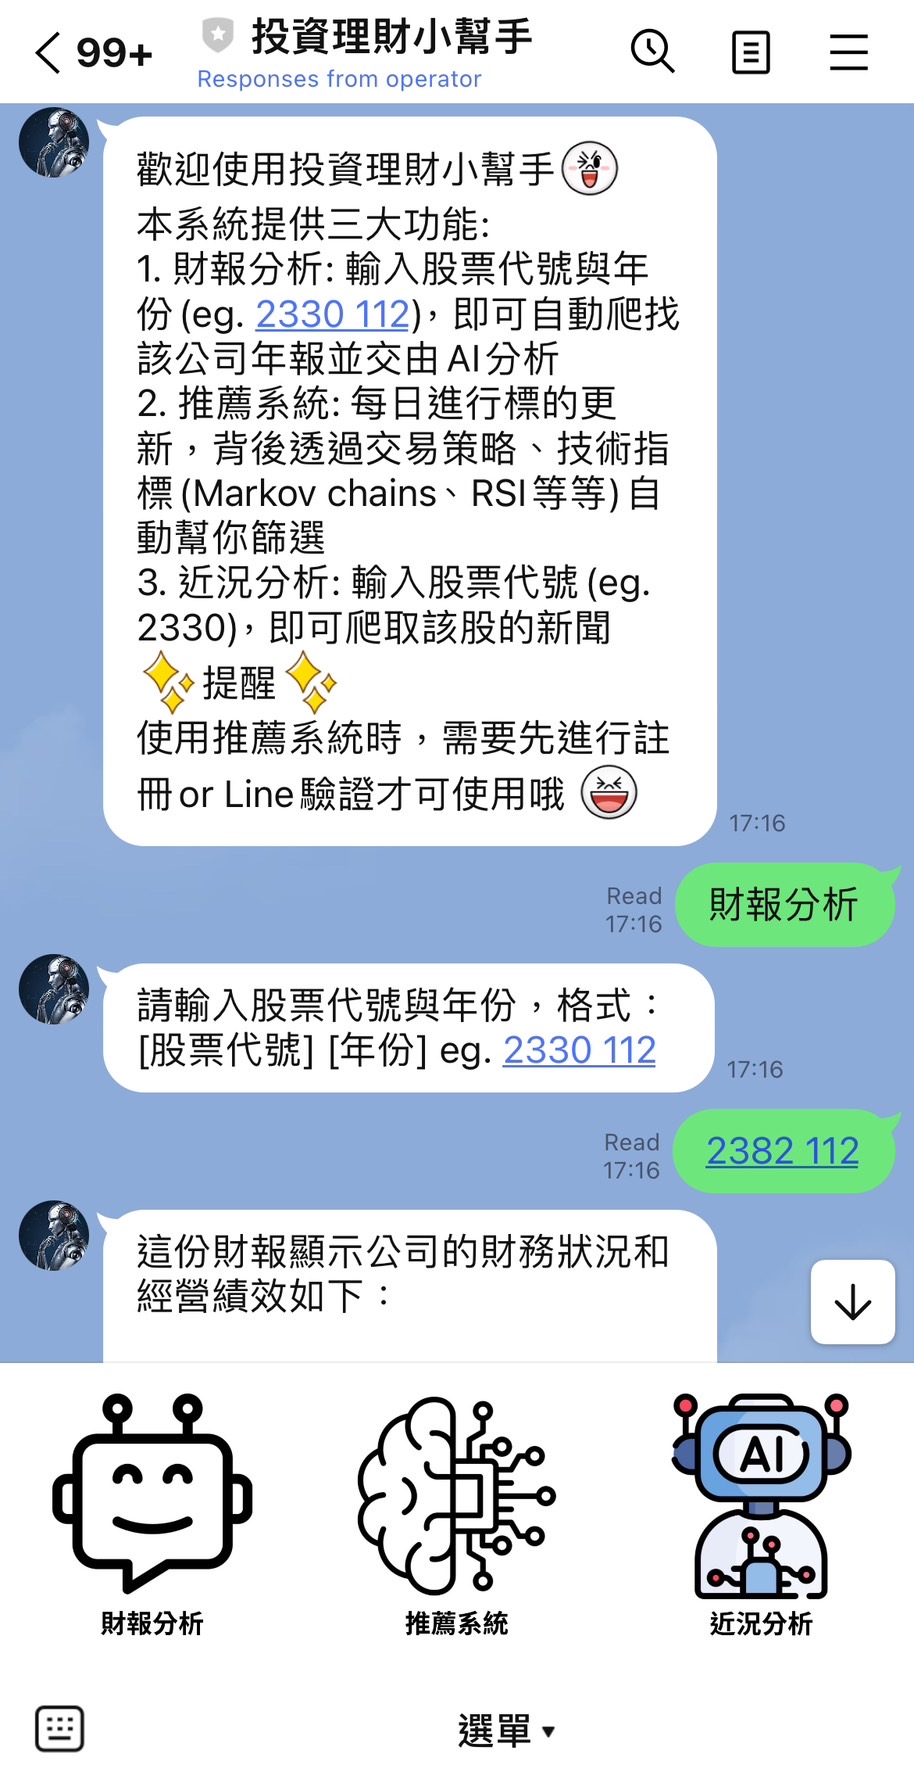 99+
投資理財小幫手
Responses from operator
歡迎使用投資理財小幫手
本系統提供三大功能:
1. 財報分析: 輸入股票代號與年
份(eg. 2330 112)，即可自動爬找
該公司年報並交由AI分析
2. 推薦系統: 每日進行標的更
新，背後透過交易策略、技術指
標(Markov chains、RSI等等)自
動幫你篩選
3. 近況分析: 輸入股票代號(eg.
2330)，即可爬取該股的新聞
✨提醒✨
使用推薦系統時，需要先進行註
冊or Line驗證才可使用哦
17:16
Read
17:16
財報分析
請輸入股票代號與年份，格式：
[股票代號] [年份] eg. 2330 112
17:16
Read
17:16
2382 112
這份財報顯示公司的財務狀況和
經營績效如下：
AI
財報分析
推薦系統
近況分析
選單 ▾